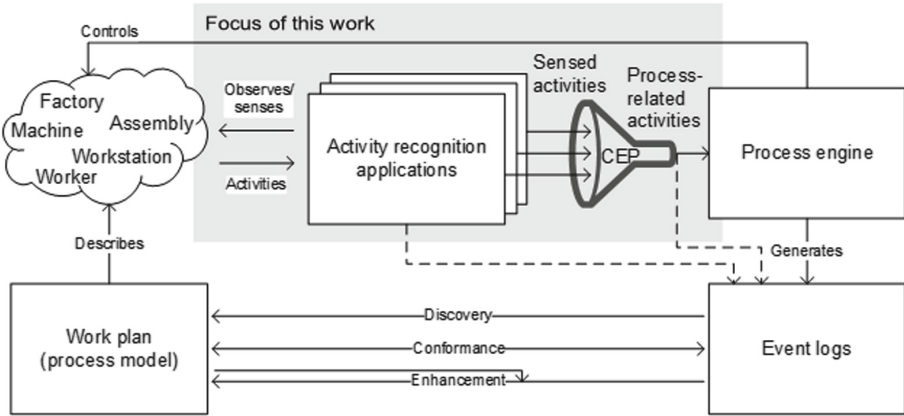 Focus of this work
Controls
Factory
Machine
Assembly
Workstation
Worker
Observes/
senses
Activities
Activity recognition
applications
Sensed
activities
CEP
Process-
related
activities
Process engine
Describes
Generates
Work plan
(process model)
Discovery
Conformance
Enhancement
Event logs